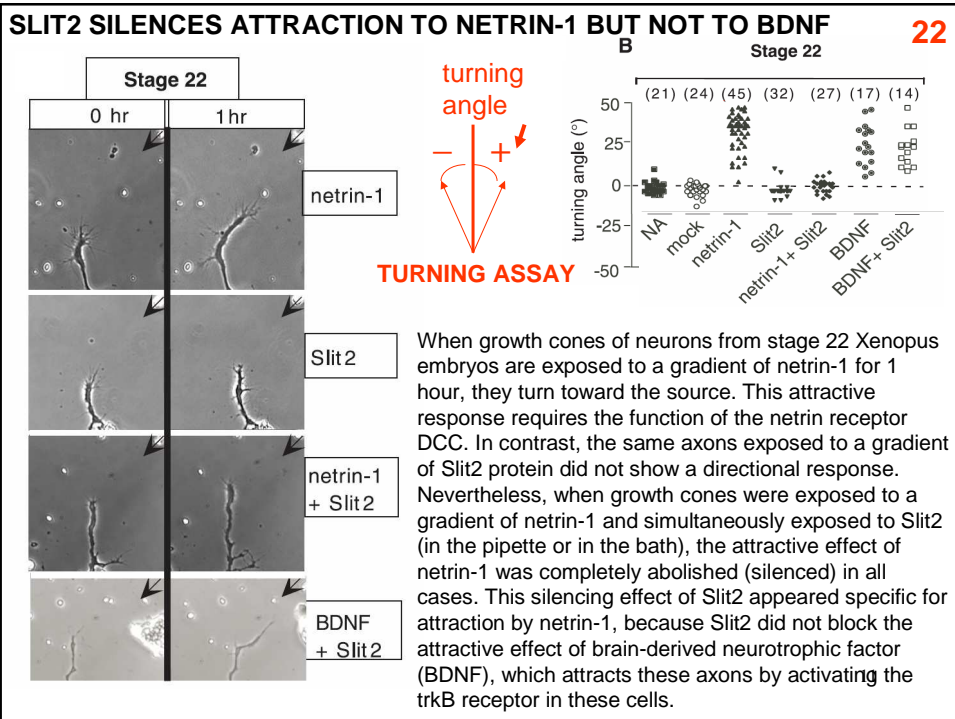 SLIT2 SILENCES ATTRACTION TO NETRIN-1 BUT NOT TO BDNF
22
Stage 22
0 hr
1hr
netrin-1
Slit2
netrin-1
+ Slit2
BDNF
+ Slit2
turning
angle
− +
TURNING ASSAY
B
Stage 22
(21) (24) (45) (32) (27) (17) (14)
turning angle (°)
50
25
0
-25
-50
NA
mock
netrin-1
Slit2
netrin-1+ Slit2
BDNF
BDNF+ Slit2
When growth cones of neurons from stage 22 Xenopus
embryos are exposed to a gradient of netrin-1 for 1
hour, they turn toward the source. This attractive
response requires the function of the netrin receptor
DCC. In contrast, the same axons exposed to a gradient
of Slit2 protein did not show a directional response.
Nevertheless, when growth cones were exposed to a
gradient of netrin-1 and simultaneously exposed to Slit2
(in the pipette or in the bath), the attractive effect of
netrin-1 was completely abolished (silenced) in all
cases. This silencing effect of Slit2 appeared specific for
attraction by netrin-1, because Slit2 did not block the
attractive effect of brain-derived neurotrophic factor
(BDNF), which attracts these axons by activating the
trkB receptor in these cells.
11